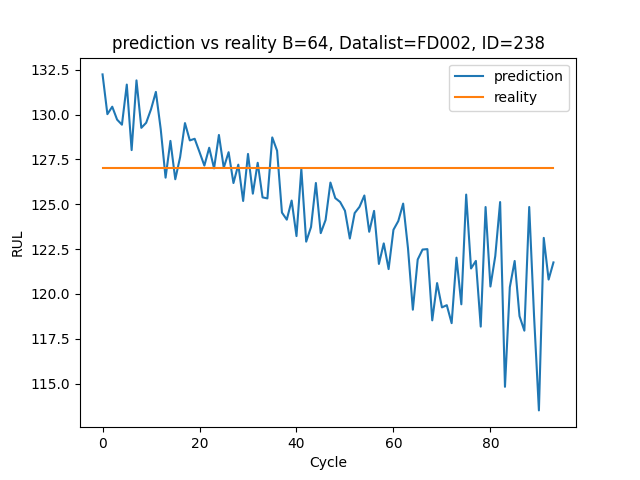 prediction vs reality B=64, Datalist=FD002, ID=238
prediction
reality
132.5
130.0
127.5
125.0
122.5
120.0
117.5
115.0
RUL
0 20 40 60 80
Cycle